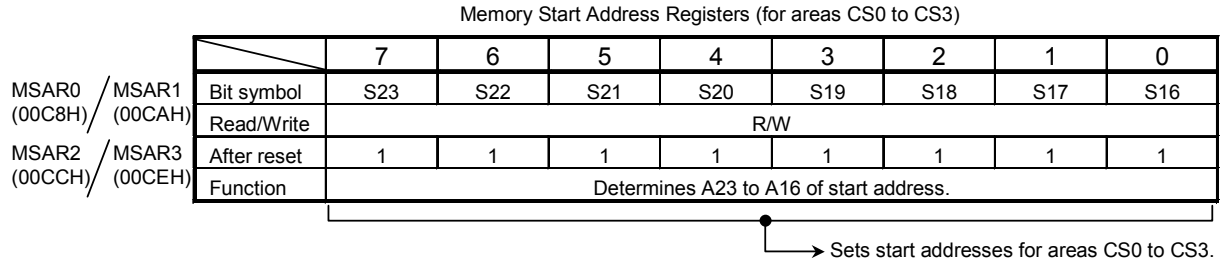 Memory Start Address Registers (for areas CS0 to CS3)
7 6 5 4 3 2 1 0
MSAR0 / MSAR1 Bit symbol S23 S22 S21 S20 S19 S18 S17 S16
(00C8H) (00CAH) Read/Write R/W
MSAR2 / MSAR3 After reset 1 1 1 1 1 1 1 1
(00CCH) (00CEH) Function Determines A23 to A16 of start address.
Sets start addresses for areas CS0 to CS3.